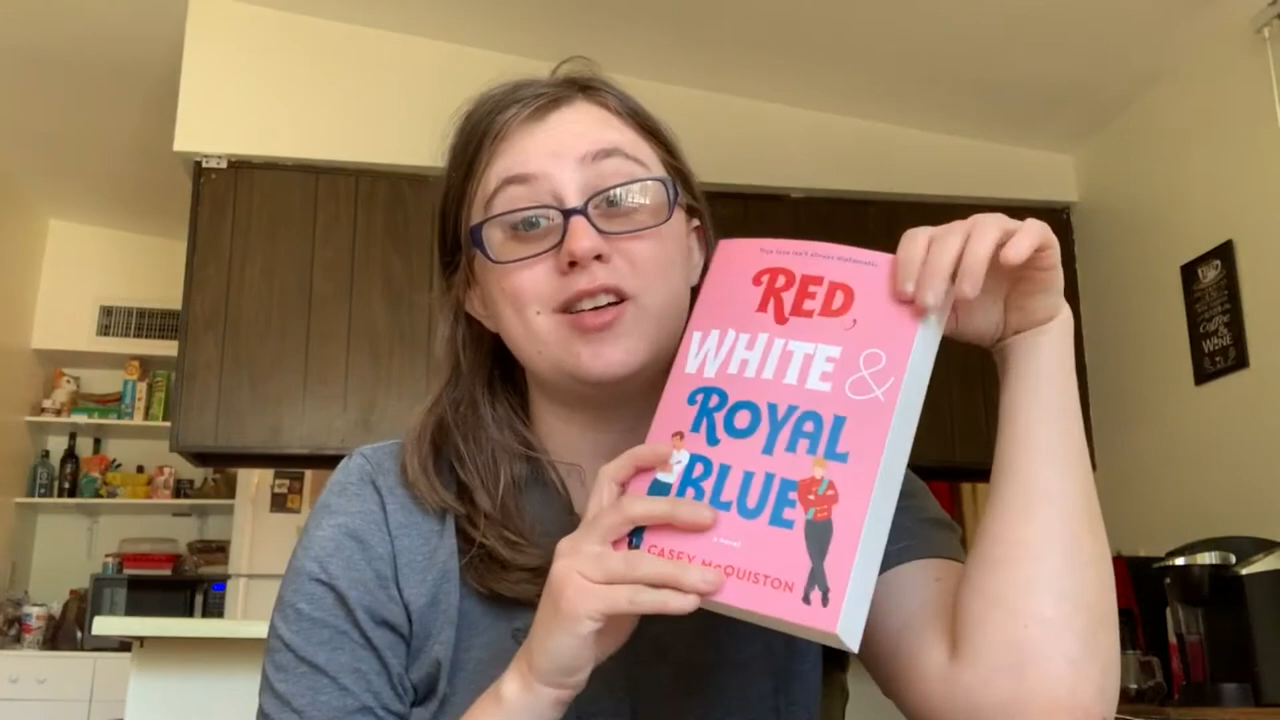 True love isn't always diplomatic.
RED,
WHITE &
ROYAL
BLUE
a novel
CASEY McQUISTON
Coffee
&
WINE